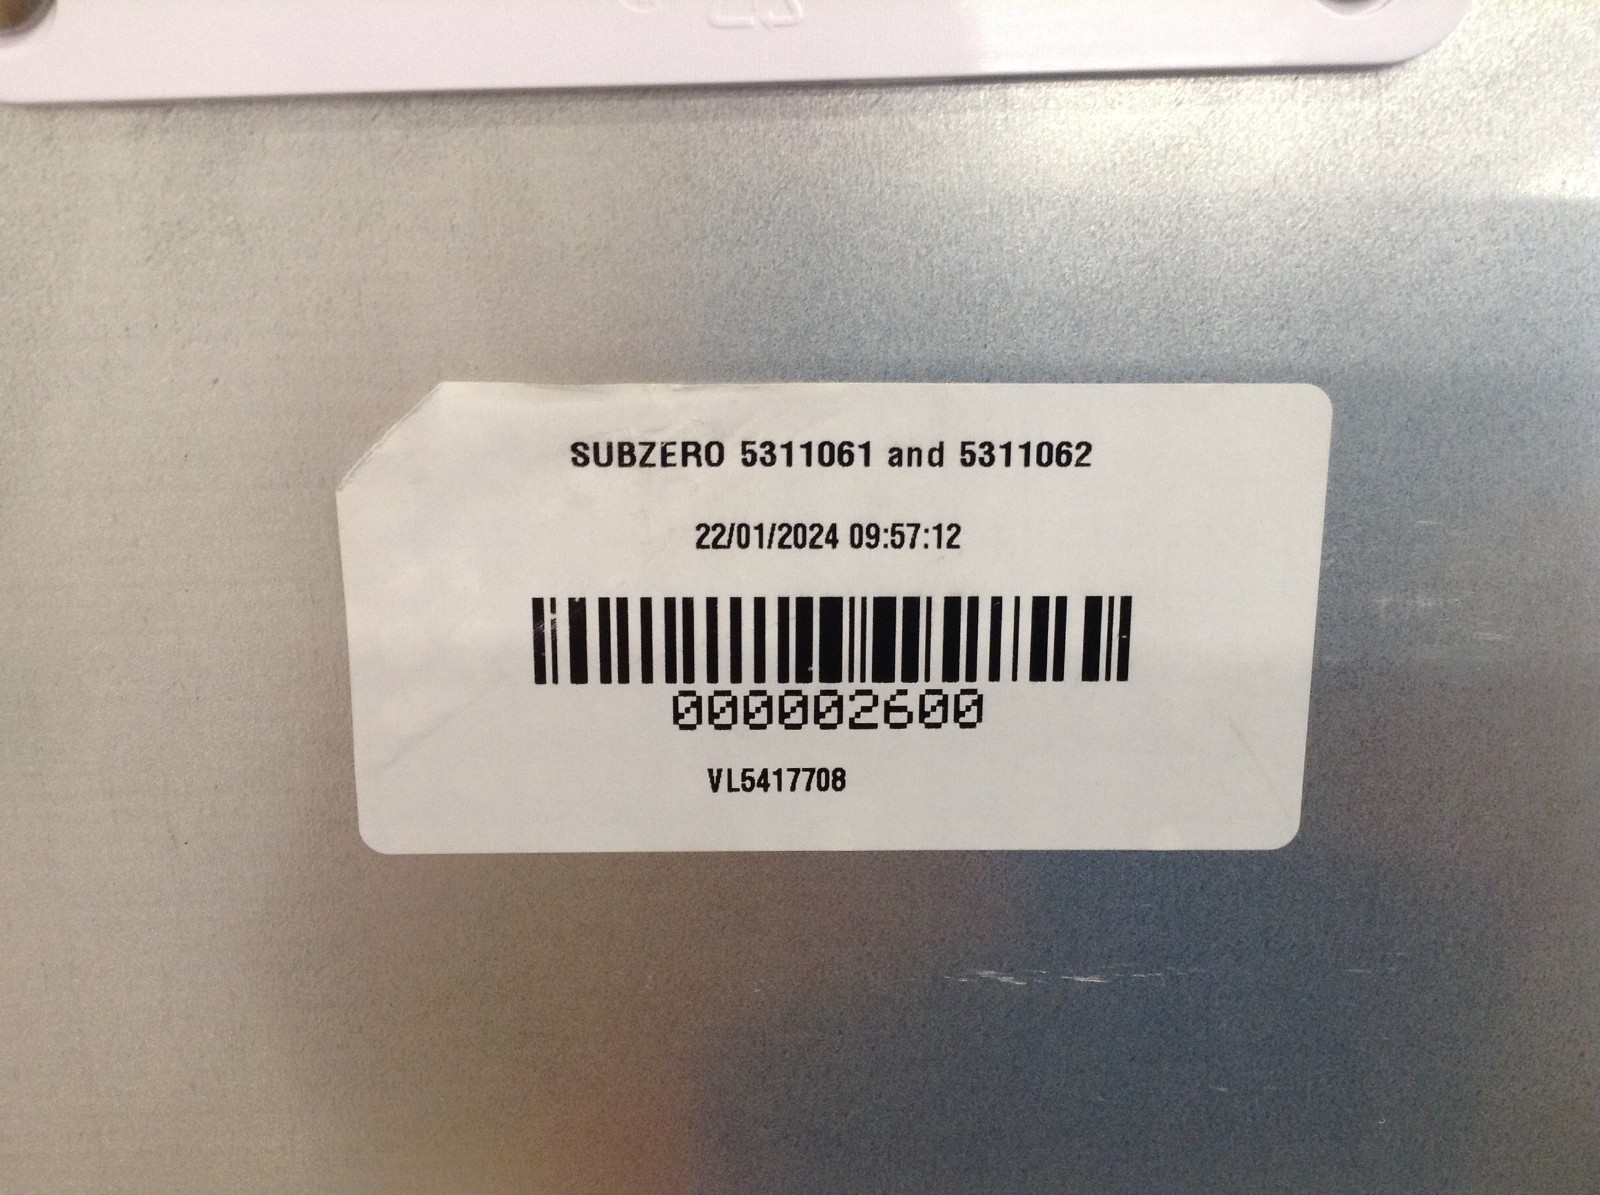 SUBZERO 5311061 and 5311062
22/01/2024 09:57:12
000002600
VL5417708